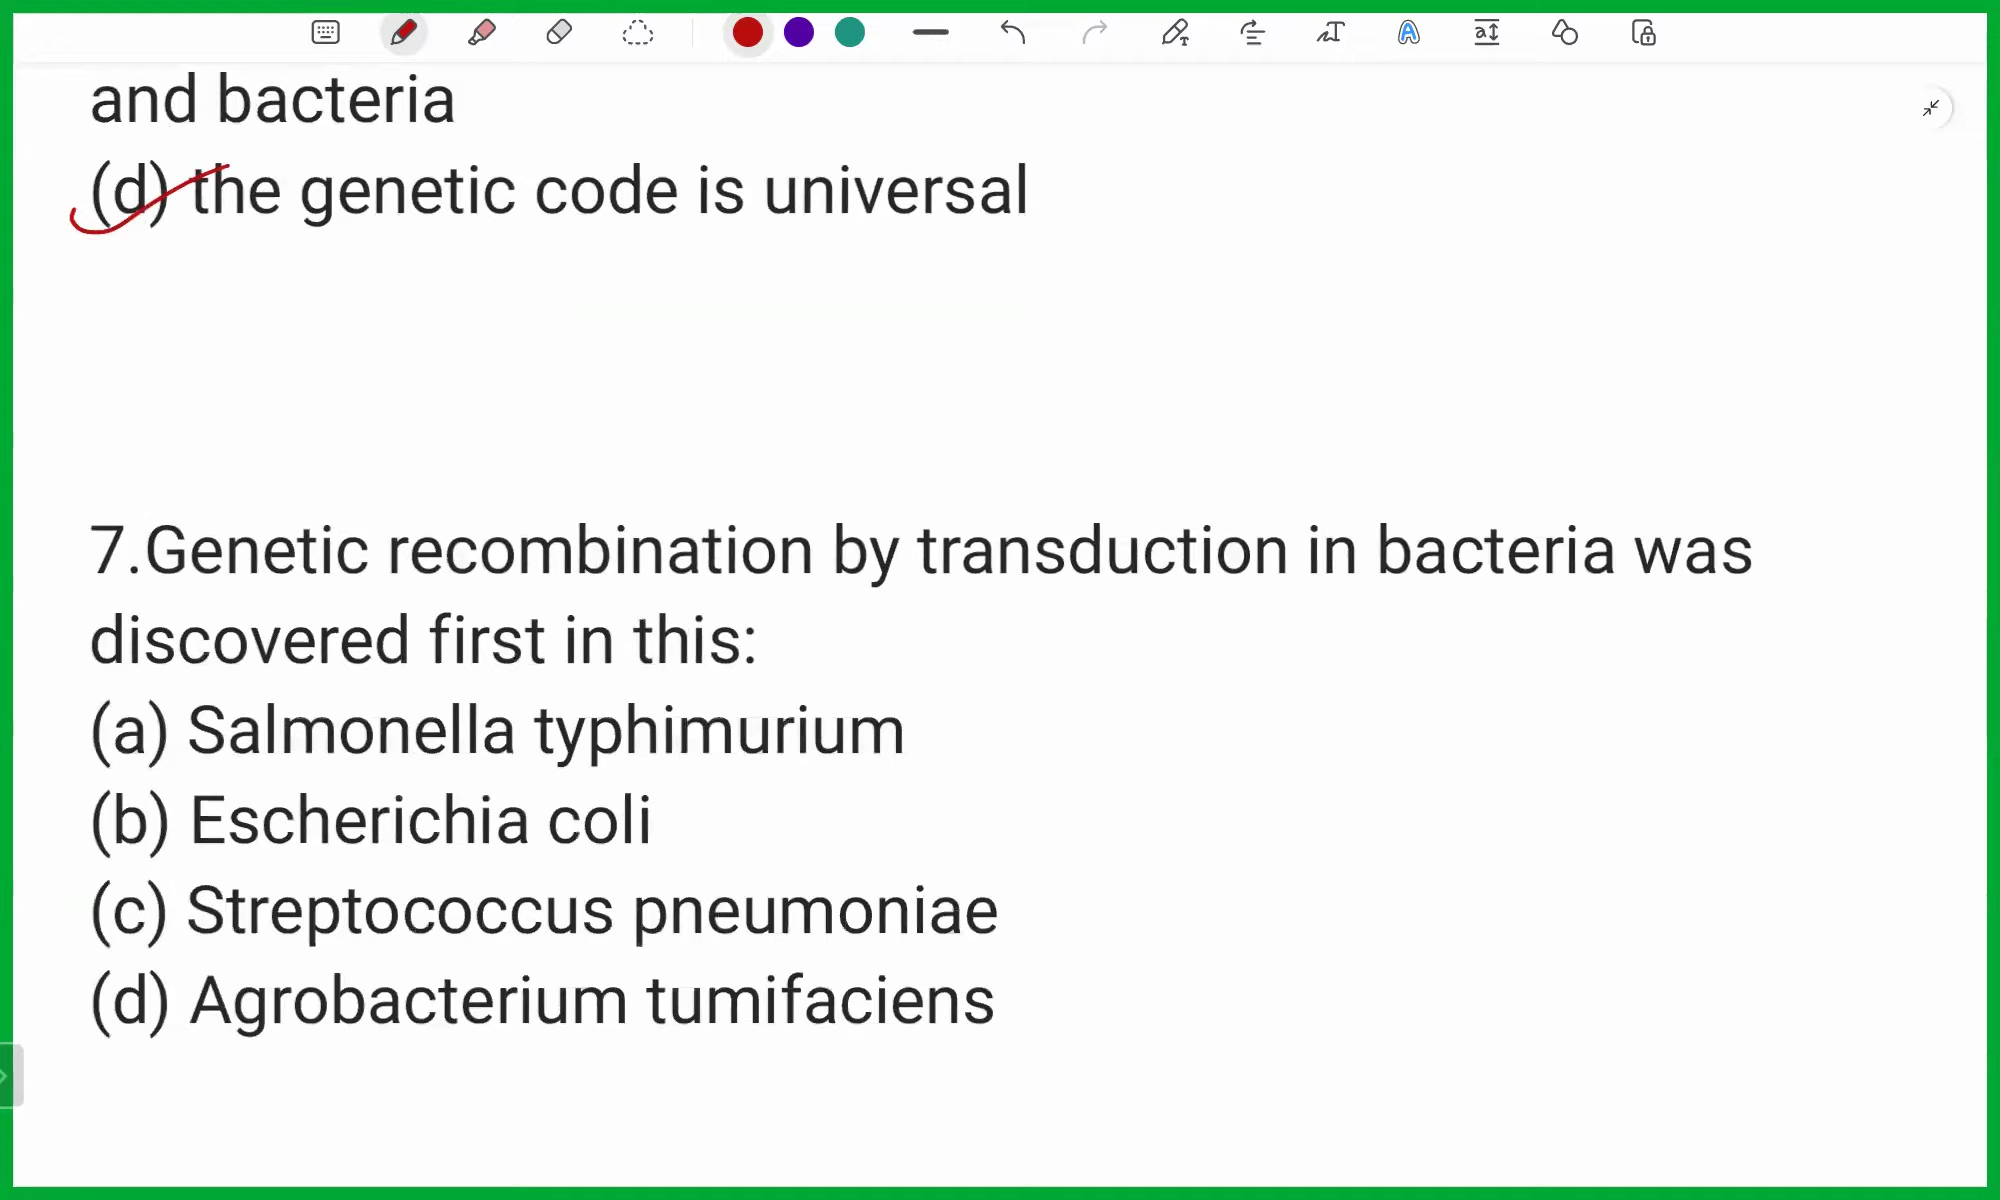 and bacteria
(d) the genetic code is universal
7.Genetic recombination by transduction in bacteria was
discovered first in this:
(a) Salmonella typhimurium
(b) Escherichia coli
(c) Streptococcus pneumoniae
(d) Agrobacterium tumifaciens